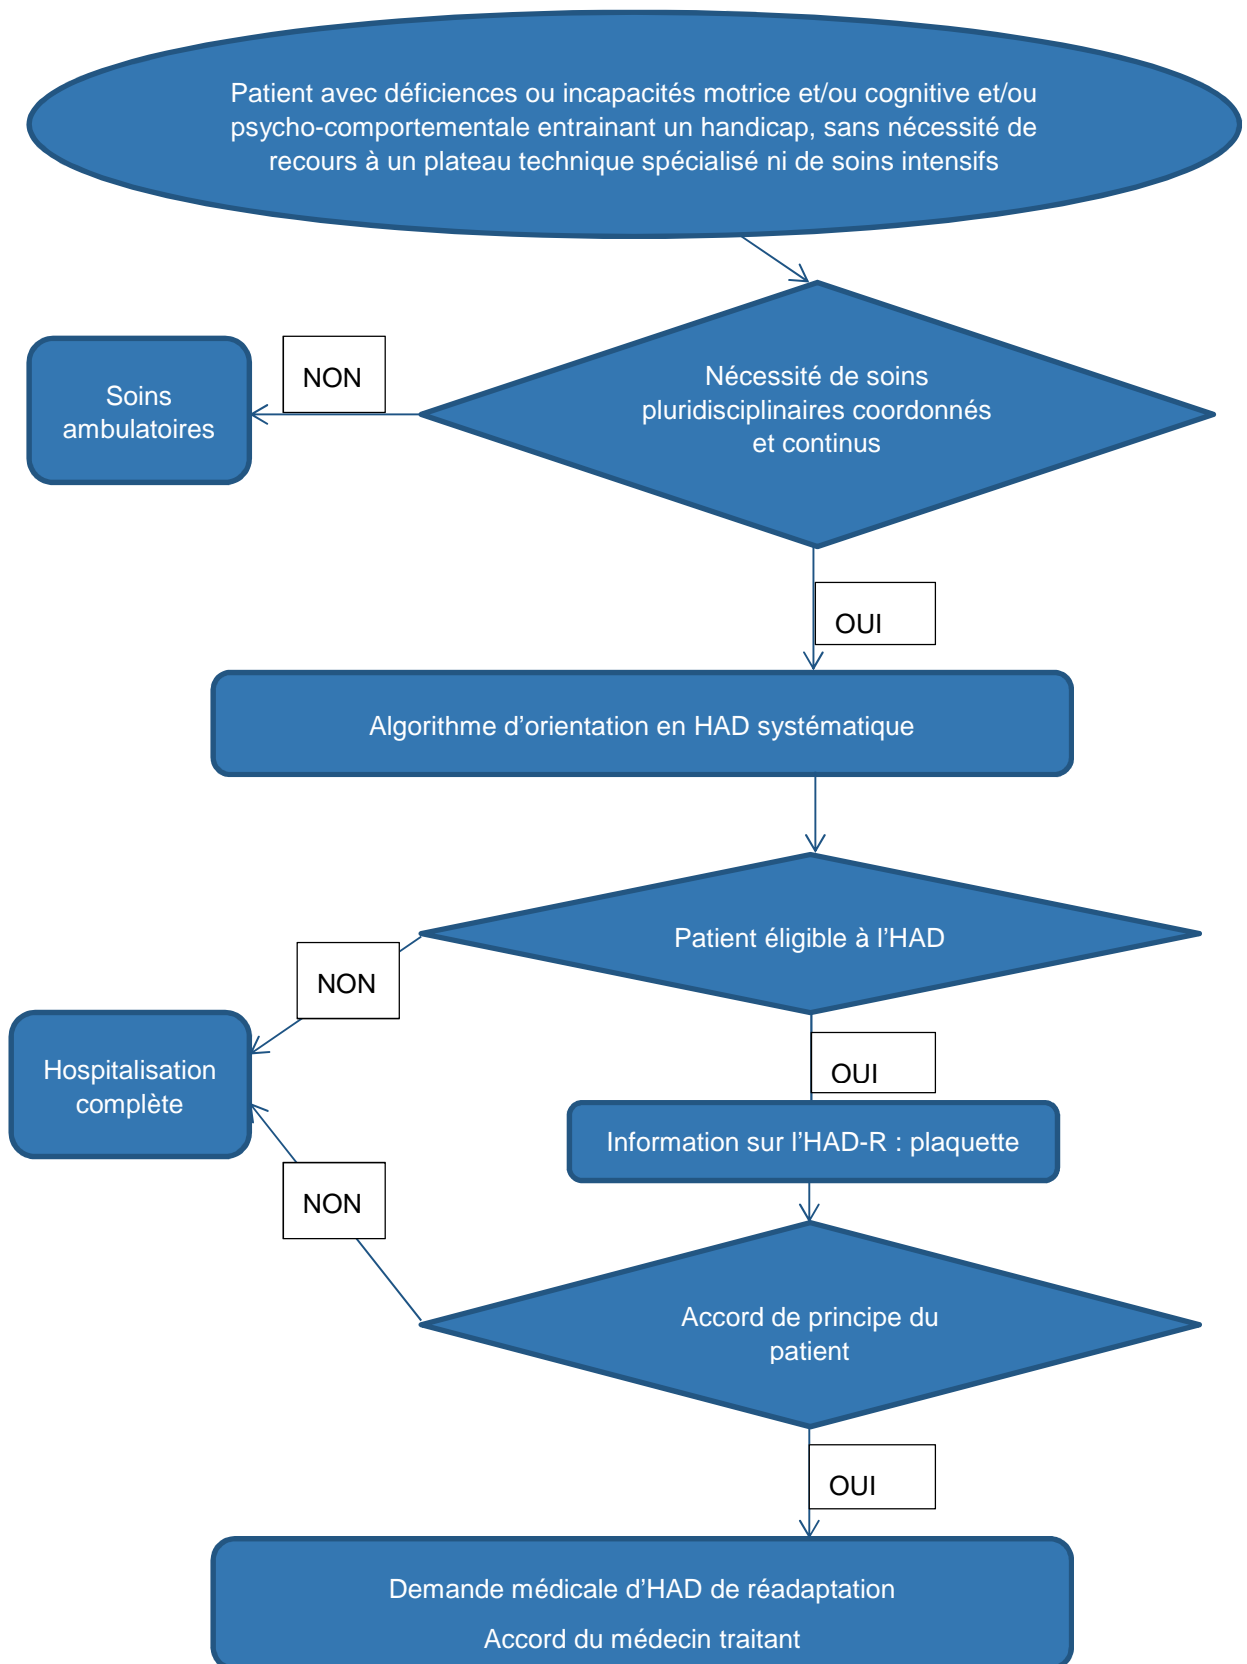 Patient avec déficiences ou incapacités motrice et/ou cognitive et/ou
psycho-comportementale entrainant un handicap, sans nécessité de
recours à un plateau technique spécialisé ni de soins intensifs
NON
Soins
ambulatoires
Nécessité de soins
pluridisciplinaires coordonnés
et continus
OUI
Algorithme d’orientation en HAD systématique
Patient éligible à l’HAD
NON
Hospitalisation
complète
OUI
Information sur l’HAD-R : plaquette
NON
Accord de principe du
patient
OUI
Demande médicale d’HAD de réadaptation
Accord du médecin traitant